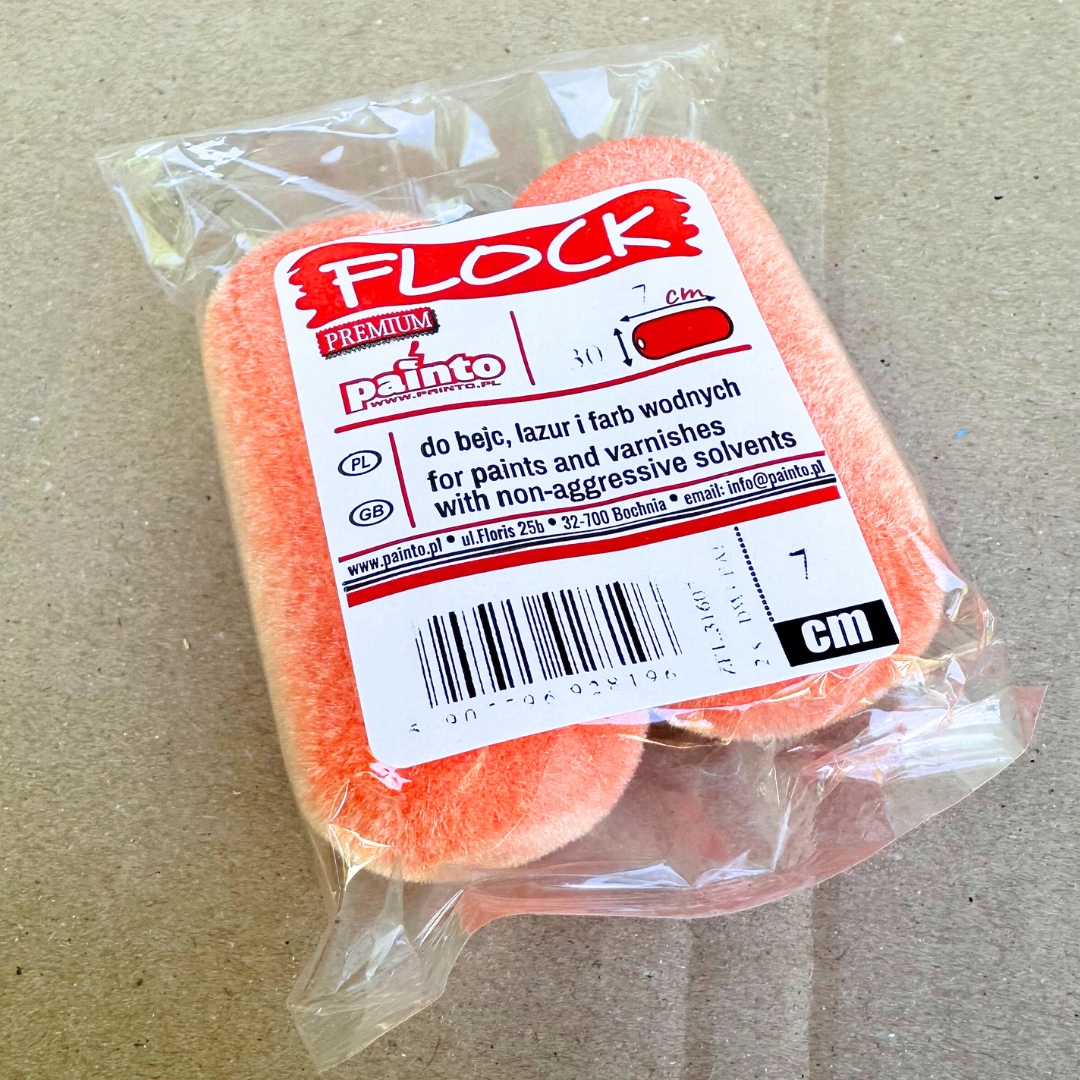 FLOCK
PREMIUM
painto
WWW.PAINTO.PL
7 cm
30
PL
do bejc, lazur i farb wodnych
GB
for paints and varnishes
with non-aggressive solvents
www.painto.pl • ul.Floris 25b • 32-700 Bochnia • email: info@painto.pl
7
cm